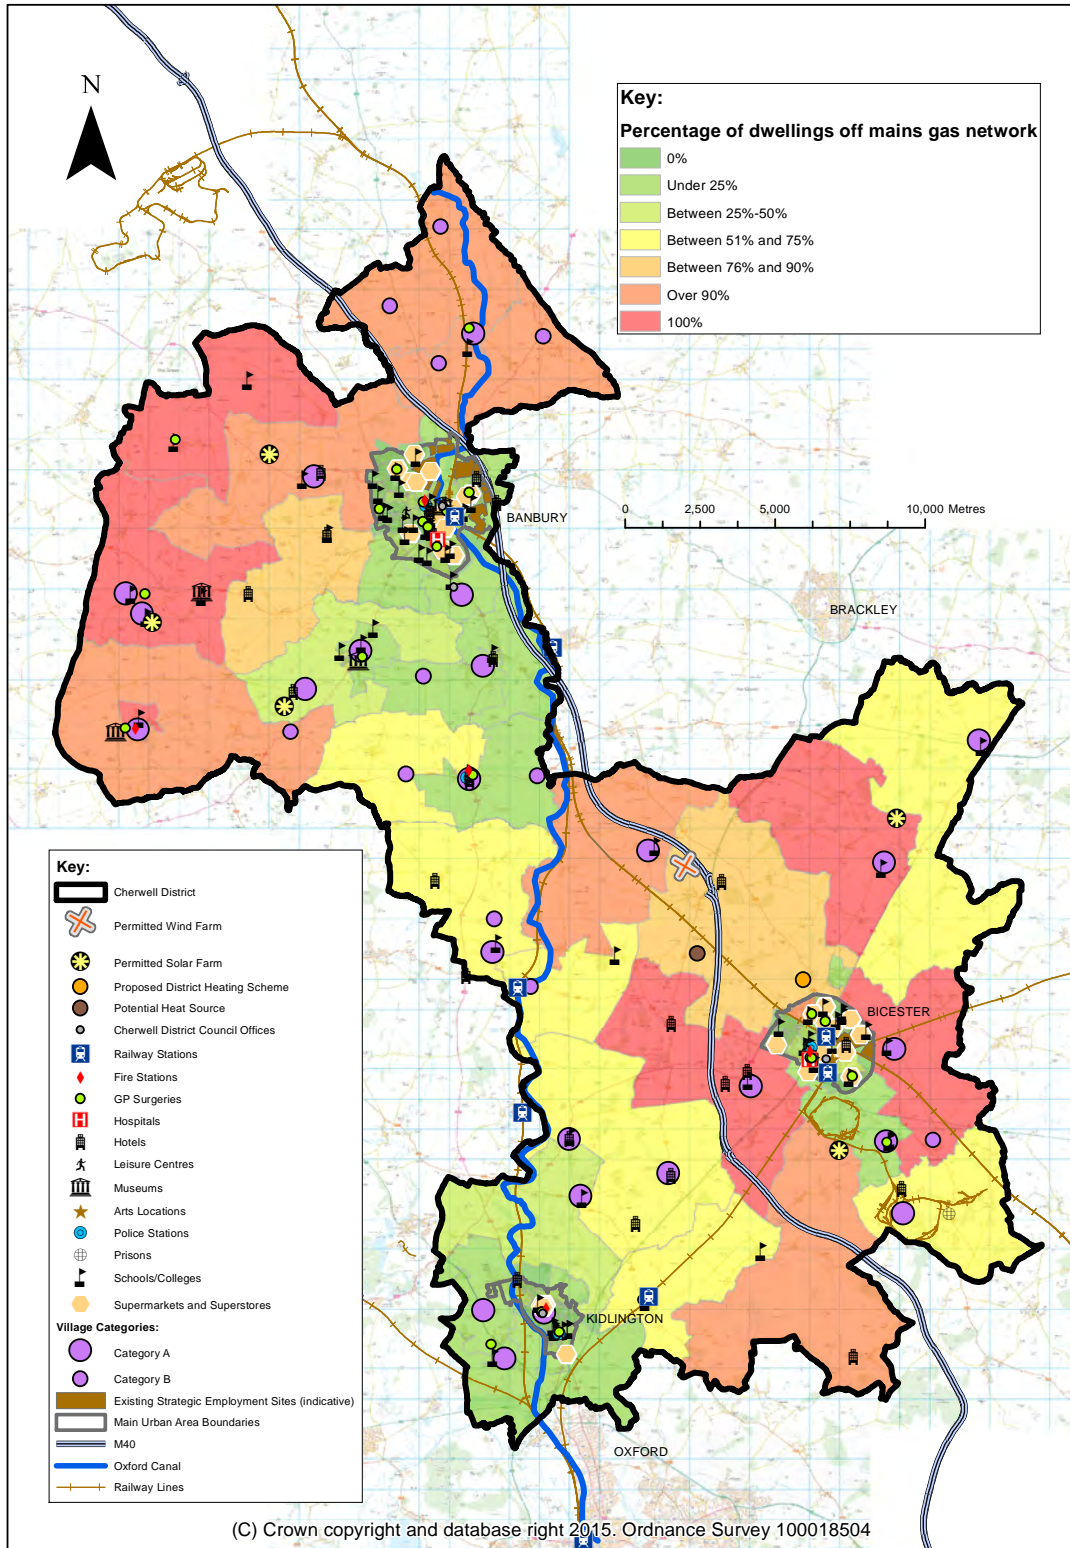 N
Key:
Percentage of dwellings off mains gas network
0%
Under 25%
Between 25%-50%
Between 51% and 75%
Between 76% and 90%
Over 90%
100%
BANBURY
0 2,500 5,000 10,000 Metres
BRACKLEY
BICESTER
KIDLINGTON
OXFORD
Key:
Cherwell District
Permitted Wind Farm
Permitted Solar Farm
Proposed District Heating Scheme
Potential Heat Source
Cherwell District Council Offices
Railway Stations
Fire Stations
GP Surgeries
H Hospitals
Hotels
Leisure Centres
Museums
Arts Locations
Police Stations
Prisons
Schools/Colleges
Supermarkets and Superstores
Village Categories:
Category A
Category B
Existing Strategic Employment Sites (indicative)
Main Urban Area Boundaries
M40
Oxford Canal
Railway Lines
(C) Crown copyright and database right 2015. Ordnance Survey 100018504